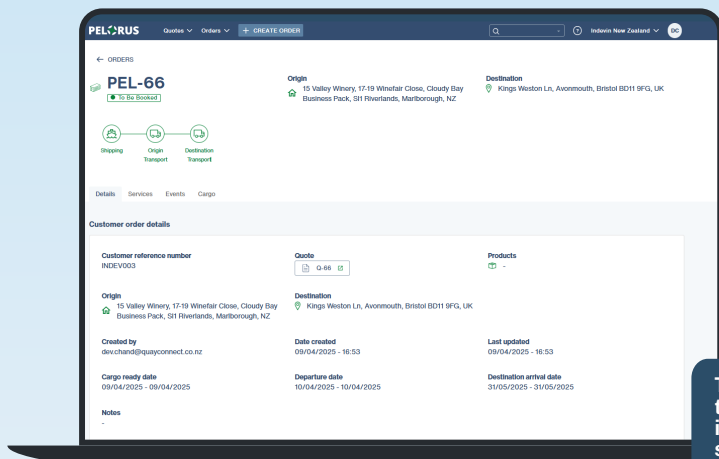 PELORUS Quotes Orders + CREATE ORDER Q ? Indevin New Zealand DC
← ORDERS
PEL-66
To Be Booked
Origin
15 Valley Winery, 17-19 Winefair Close, Cloudy Bay
Business Pack, Sl1 Riverlands, Marlborough, NZ
Destination
Kings Weston Ln, Avonmouth, Bristol BD11 9FG, UK
Shipping
Origin
Transport
Destination
Transport
Details Services Events Cargo
Customer order details
Customer reference number
INDEV003
Quote
Q-66
Products
-
Origin
15 Valley Winery, 17-19 Winefair Close, Cloudy Bay
Business Pack, Sl1 Riverlands, Marlborough, NZ
Destination
Kings Weston Ln, Avonmouth, Bristol BD11 9FG, UK
Created by
dev.chand@quayconnect.co.nz
Date created
09/04/2025 - 16:53
Last updated
09/04/2025 - 16:53
Cargo ready date
09/04/2025 - 09/04/2025
Departure date
10/04/2025 - 10/04/2025
Destination arrival date
31/05/2025 - 31/05/2025
Notes
-